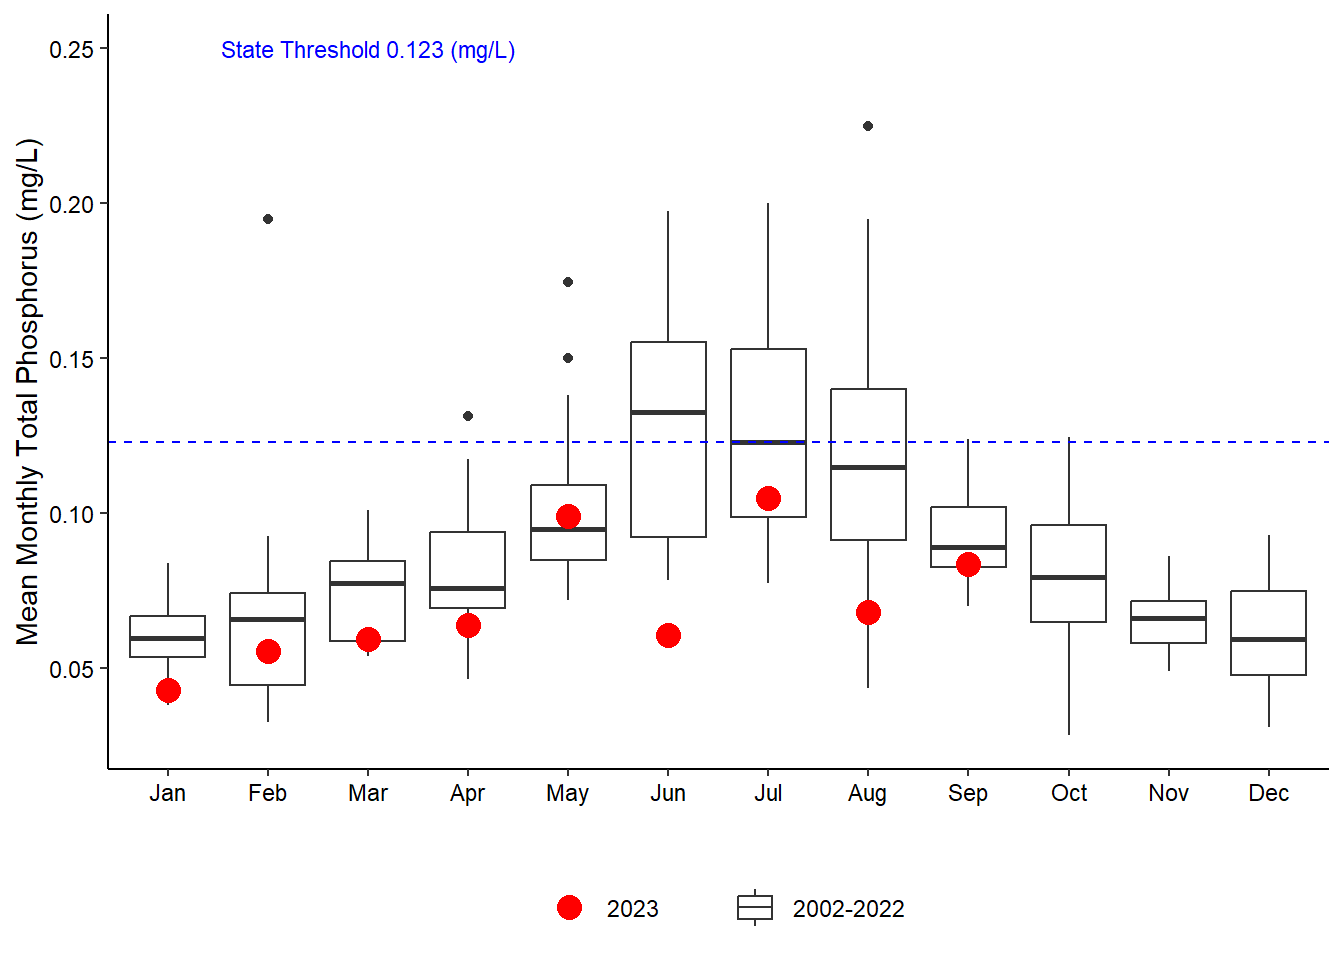 State Threshold 0.123 (mg/L)
Mean Monthly Total Phosphorus (mg/L)
0.25
0.20
0.15
0.10
0.05
Jan Feb Mar Apr May Jun Jul Aug Sep Oct Nov Dec
2023 2002-2022